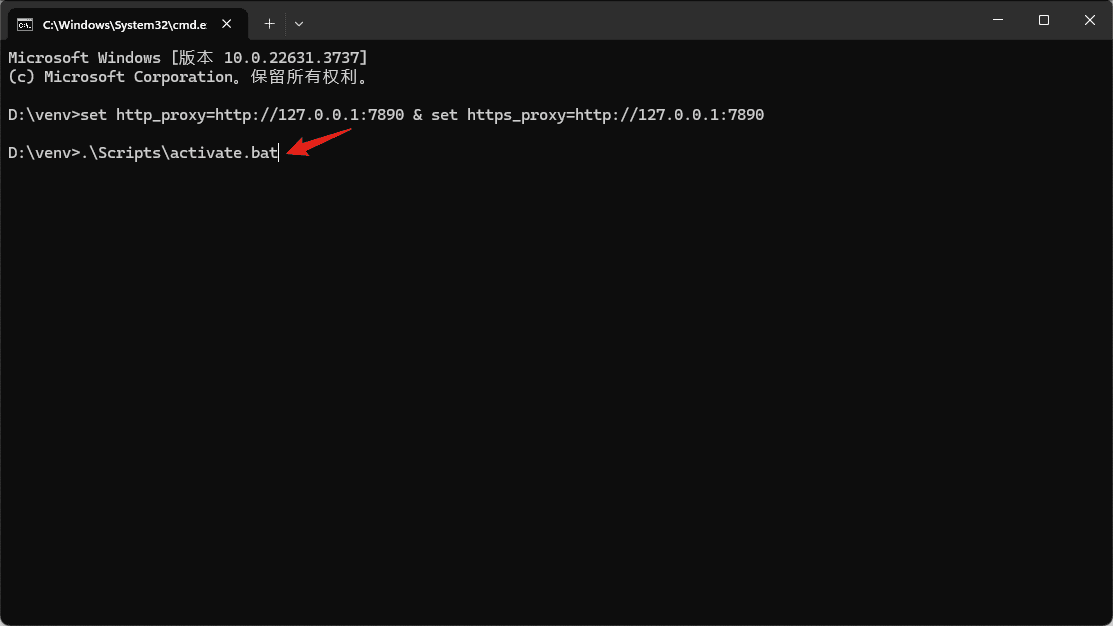 C:\Windows\System32\cmd.e
Microsoft Windows [版本 10.0.22631.3737]
(c) Microsoft Corporation。保留所有权利。
D:\venv>set http_proxy=http://127.0.0.1:7890 & set https_proxy=http://127.0.0.1:7890
D:\venv>.\Scripts\activate.bat